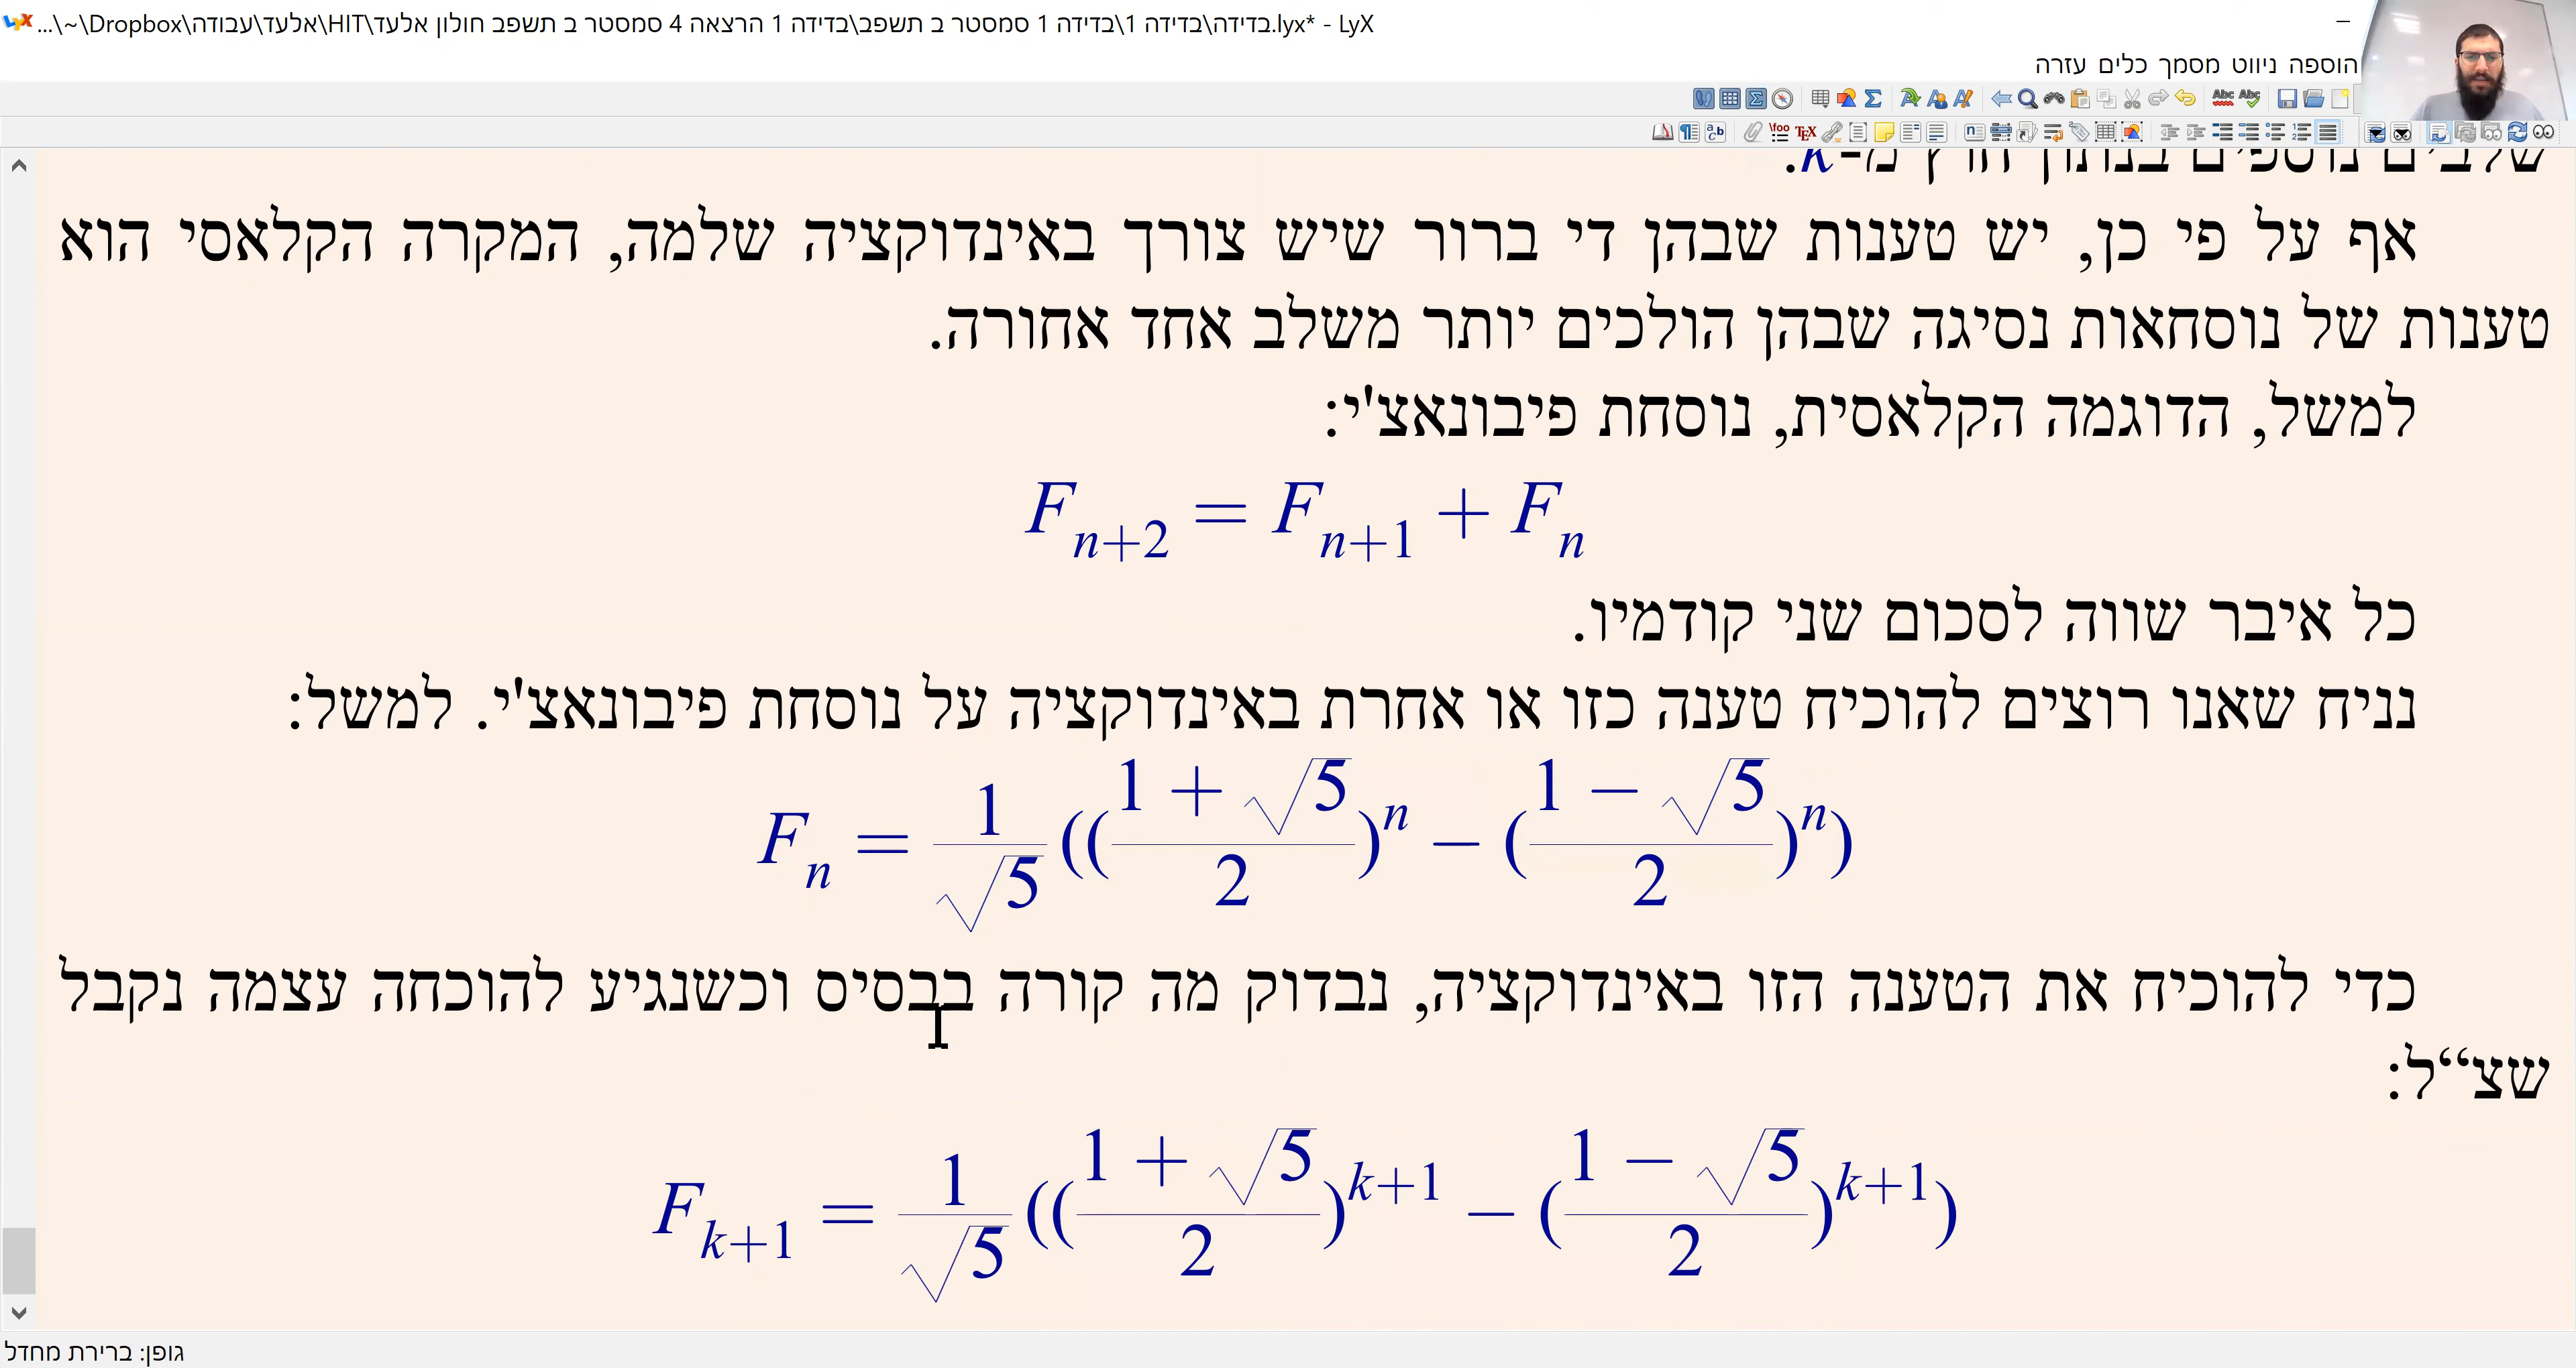 ...\~\Dropbox\עבודה\אלעד\HIT\בדידה\בדידה 1\בדידה 1 סמסטר ב תשפב\בדידה 1 הרצאה 4 סמסטר ב תשפב חולון אלעד.lyx* - LyX
הוספה ניווט מסמך כלים עזרה
שלבים נוספים בנתון חוץ מ-k.
אף על פי כן, יש טענות שבהן די ברור שיש צורך באינדוקציה שלמה, המקרה הקלאסי הוא
טענות של נוסחאות נסיגה שבהן הולכים יותר משלב אחד אחורה.
למשל, הדוגמה הקלאסית, נוסחת פיבונאצ'י:
F_{n+2} = F_{n+1} + F_n
כל איבר שווה לסכום שני קודמיו.
נניח שאנו רוצים להוכיח טענה כזו או אחרת באינדוקציה על נוסחת פיבונאצ'י. למשל:
F_n = \frac{1}{\sqrt{5}}((\frac{1+\sqrt{5}}{2})^n - (\frac{1-\sqrt{5}}{2})^n)
כדי להוכיח את הטענה הזו באינדוקציה, נבדוק מה קורה בבסיס וכשנגיע להוכחה עצמה נקבל
שצ“ל:
F_{k+1} = \frac{1}{\sqrt{5}}((\frac{1+\sqrt{5}}{2})^{k+1} - (\frac{1-\sqrt{5}}{2})^{k+1})
גופן: ברירת מחדל